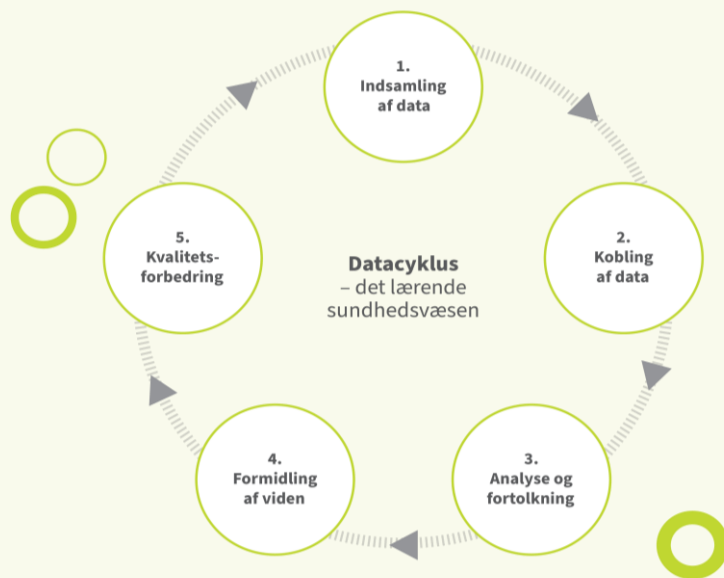 1.
Indsamling
af data
2.
Kobling
af data
3.
Analyse og
fortolkning
4.
Formidling
af viden
5.
Kvalitets-
forbedring
Datacyklus
– det lærende
sundhedsvæsen